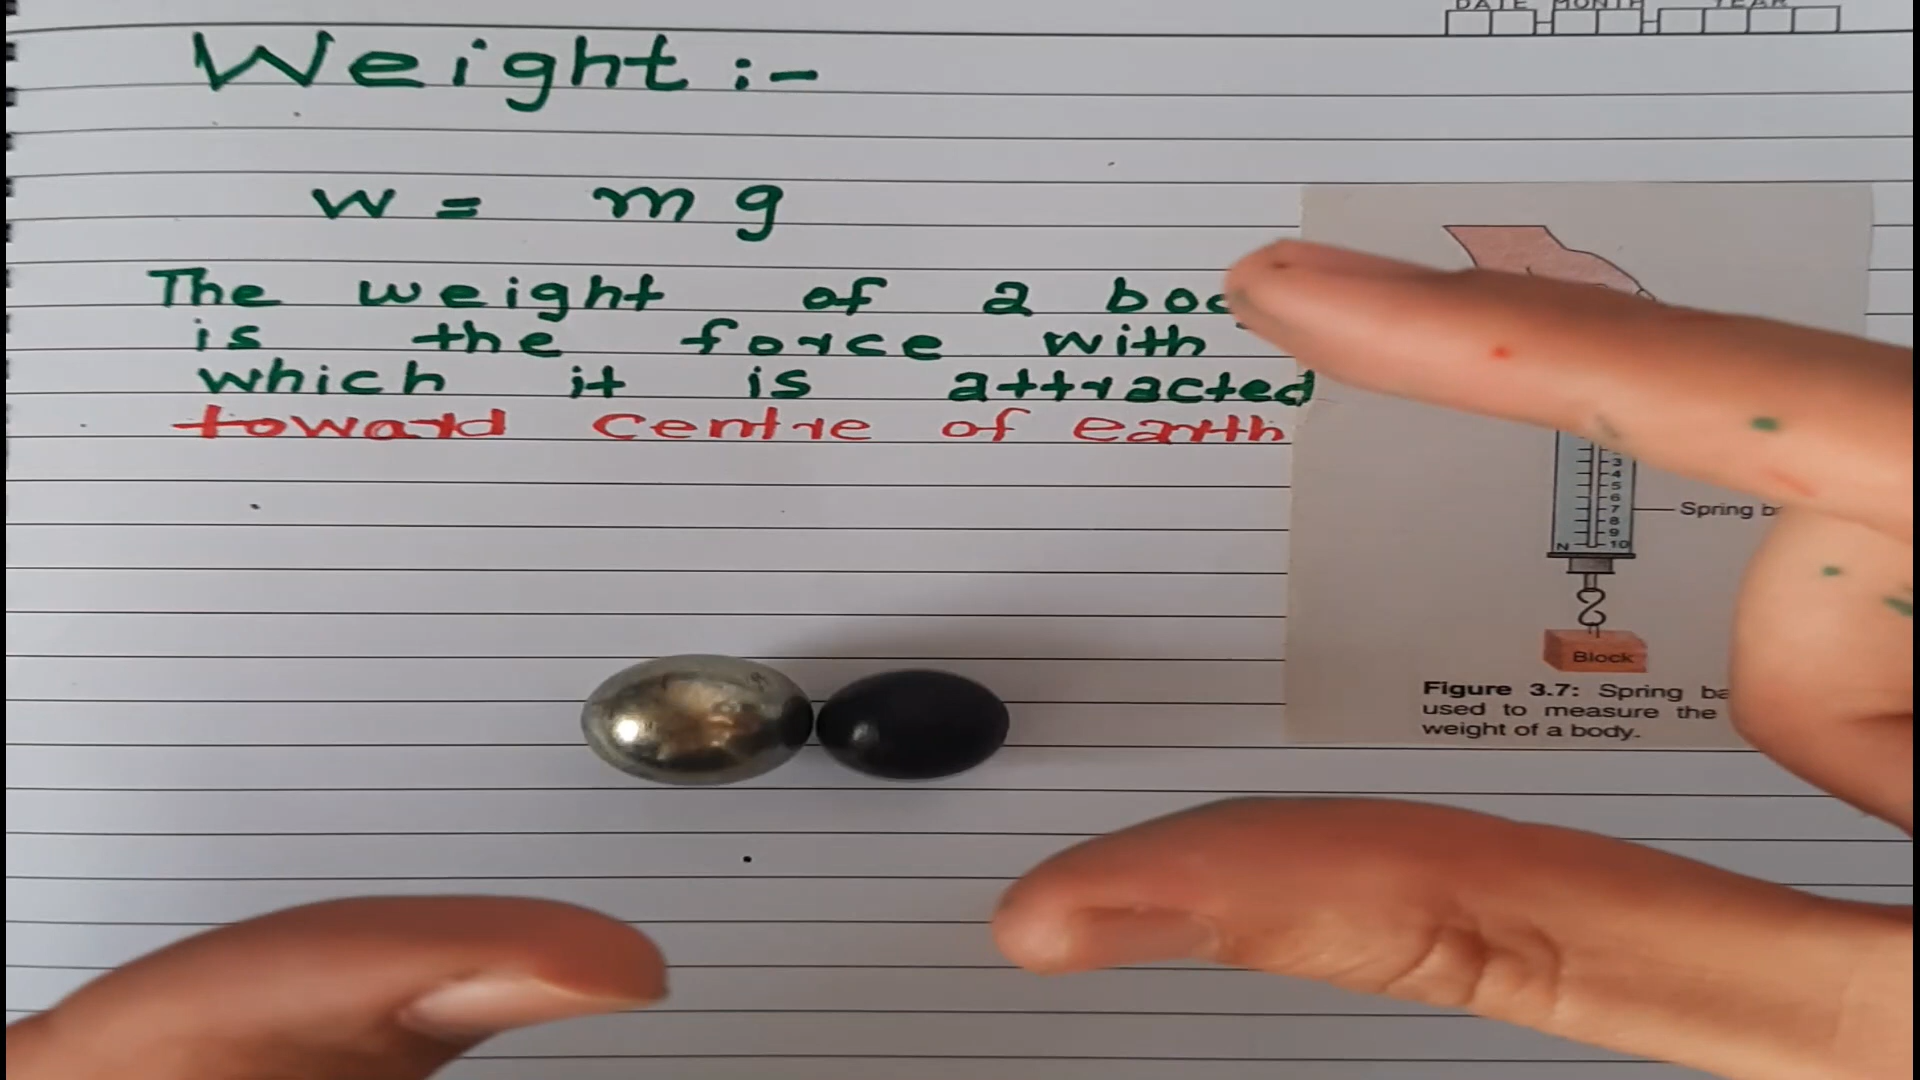 DATE MONTH YEAR
Weight :-
w = mg
The weight of a
is the force with
which it is attracted
toward centre of earth
3
4
5
6
7
8
9
N 10
Spring
Block
Figure 3.7: Spring
used to measure the
weight of a body.